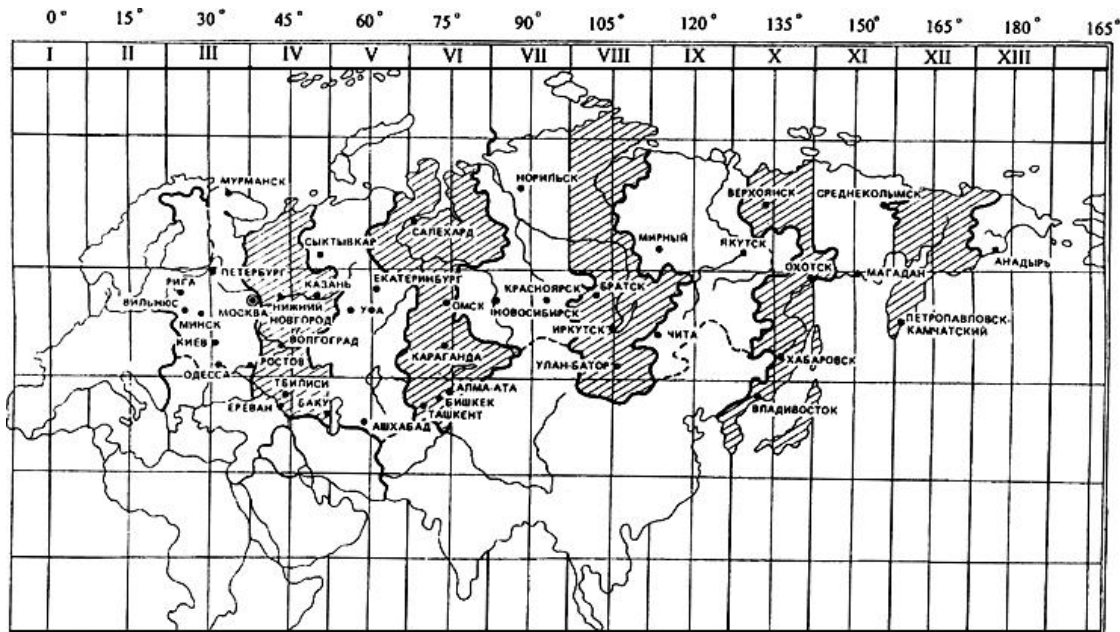 0° 15° 30° 45° 60° 75° 90° 105° 120° 135° 165° 180° 165°
I II III IV V VI VII VIII IX X XI XII XIII
МУРМАНСК
НОРИЛЬСК
ВЕРХОЯНСК
СРЕДНЕКОЛЫМСК
САЛЕХАРД
СЫКТЫВКАР
МИРНЫЙ
ЯКУТСК
АНАДЫРЬ
ПЕТЕРБУРГ
ОХОТСК
МАГАДАН
РИГА
КАЗАНЬ
ЕКАТЕРИНБУРГ
КРАСНОЯРСК
БРАТСК
ВИЛЬНЮС
МОСКВА
НИЖНИЙ
НОВГОРОД
УФА
ОМСК
НОВОСИБИРСК
МИНСК
ИРКУТСК
ЧИТА
ПЕТРОПАВЛОВСК-
КАМЧАТСКИЙ
КИЕВ
ВОЛГОГРАД
КАРАГАНДА
ХАБАРОВСК
ОДЕССА
РОСТОВ
УЛАН-БАТОР
ТБИЛИСИ
АЛМА-АТА
ЕРЕВАН
БАКУ
БИШКЕК
ВЛАДИВОСТОК
АШХАБАД
ТАШКЕНТ